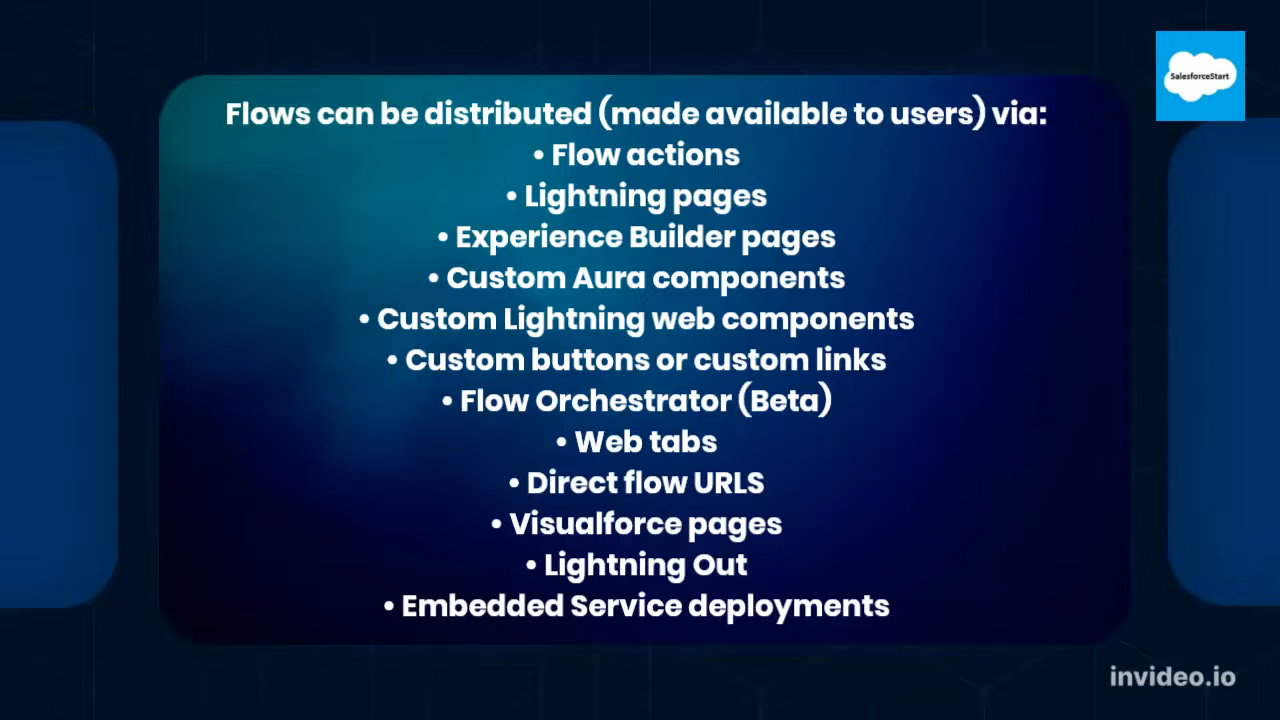 SalesforceStart
Flows can be distributed (made available to users) via:
• Flow actions
• Lightning pages
• Experience Builder pages
• Custom Aura components
• Custom Lightning web components
• Custom buttons or custom links
• Flow Orchestrator (Beta)
• Web tabs
• Direct flow URLS
• Visualforce pages
• Lightning Out
• Embedded Service deployments
invideo.io